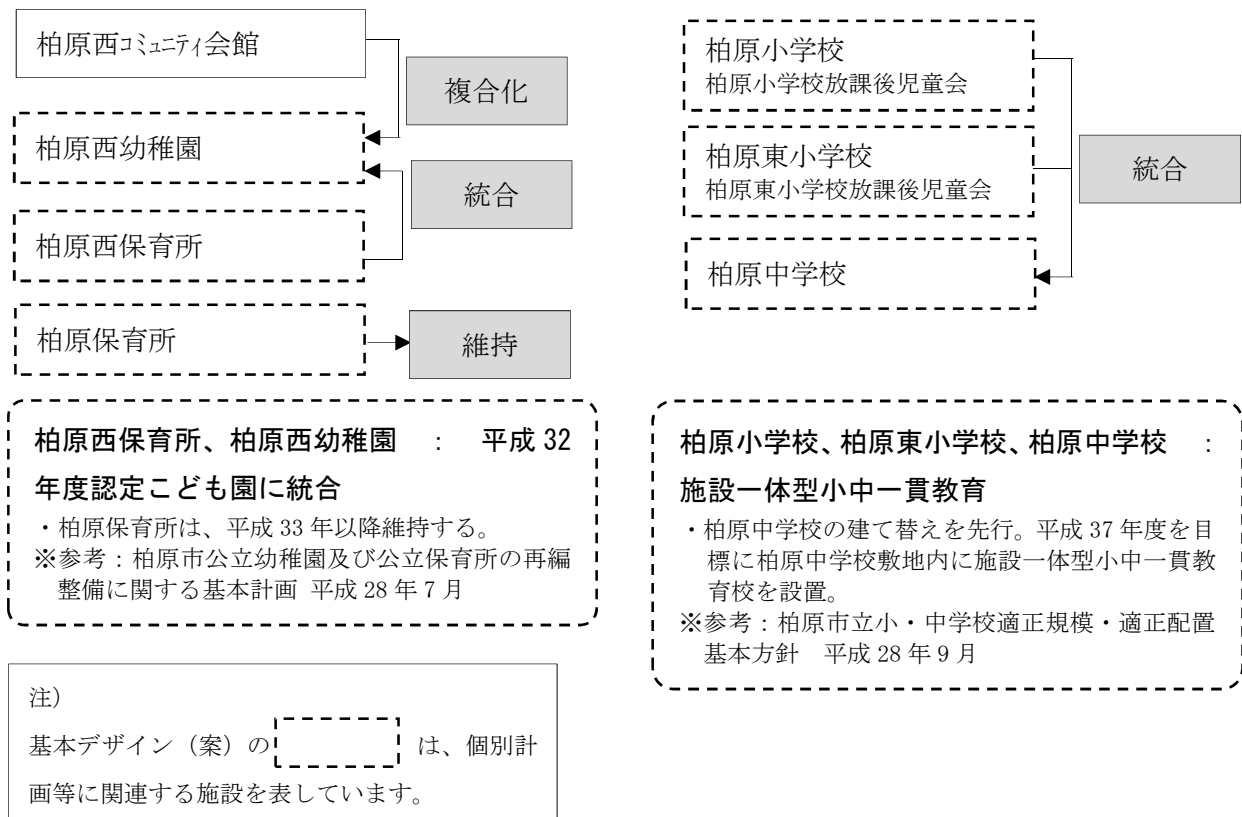 柏原西コミュニティ会館
複合化
柏原西幼稚園
統合
柏原西保育所
柏原保育所
維持
柏原小学校
柏原小学校放課後児童会
柏原東小学校
柏原東小学校放課後児童会
統合
柏原中学校
柏原西保育所、柏原西幼稚園 : 平成 32
年度認定こども園に統合
・柏原保育所は、平成 33 年以降維持する。
※参考：柏原市公立幼稚園及び公立保育所の再編
整備に関する基本計画 平成 28 年 7 月
柏原小学校、柏原東小学校、柏原中学校 :
施設一体型小中一貫教育
・柏原中学校の建て替えを先行。平成 37 年度を目
標に柏原中学校敷地内に施設一体型小中一貫教
育校を設置。
※参考：柏原市立小・中学校適正規模・適正配置
基本方針 平成 28 年 9 月
注）
基本デザイン（案）の は、個別計
画等に関連する施設を表しています。